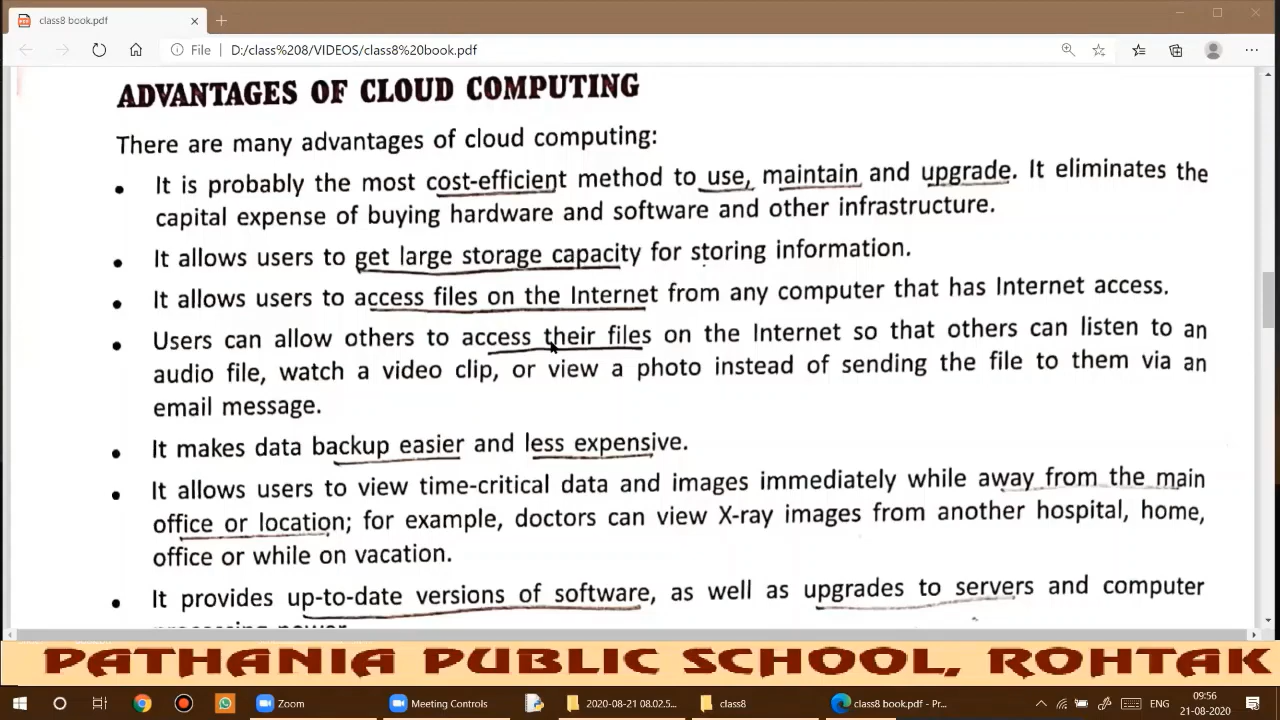 class8 book.pdf
File D:/class%208/VIDEOS/class8%20book.pdf
ADVANTAGES OF CLOUD COMPUTING
There are many advantages of cloud computing:
• It is probably the most cost-efficient method to use, maintain and upgrade. It eliminates the
capital expense of buying hardware and software and other infrastructure.
• It allows users to get large storage capacity for storing information.
• It allows users to access files on the Internet from any computer that has Internet access.
• Users can allow others to access their files on the Internet so that others can listen to an
audio file, watch a video clip, or view a photo instead of sending the file to them via an
email message.
• It makes data backup easier and less expensive.
• It allows users to view time-critical data and images immediately while away from the main
office or location; for example, doctors can view X-ray images from another hospital, home,
office or while on vacation.
• It provides up-to-date versions of software, as well as upgrades to servers and computer
processing power.
PATHANIA PUBLIC SCHOOL, ROHTAK
Zoom Meeting Controls 2020-08-21 08.02.5... class8 class8 book.pdf - Pr... ENG 09:56
21-08-2020